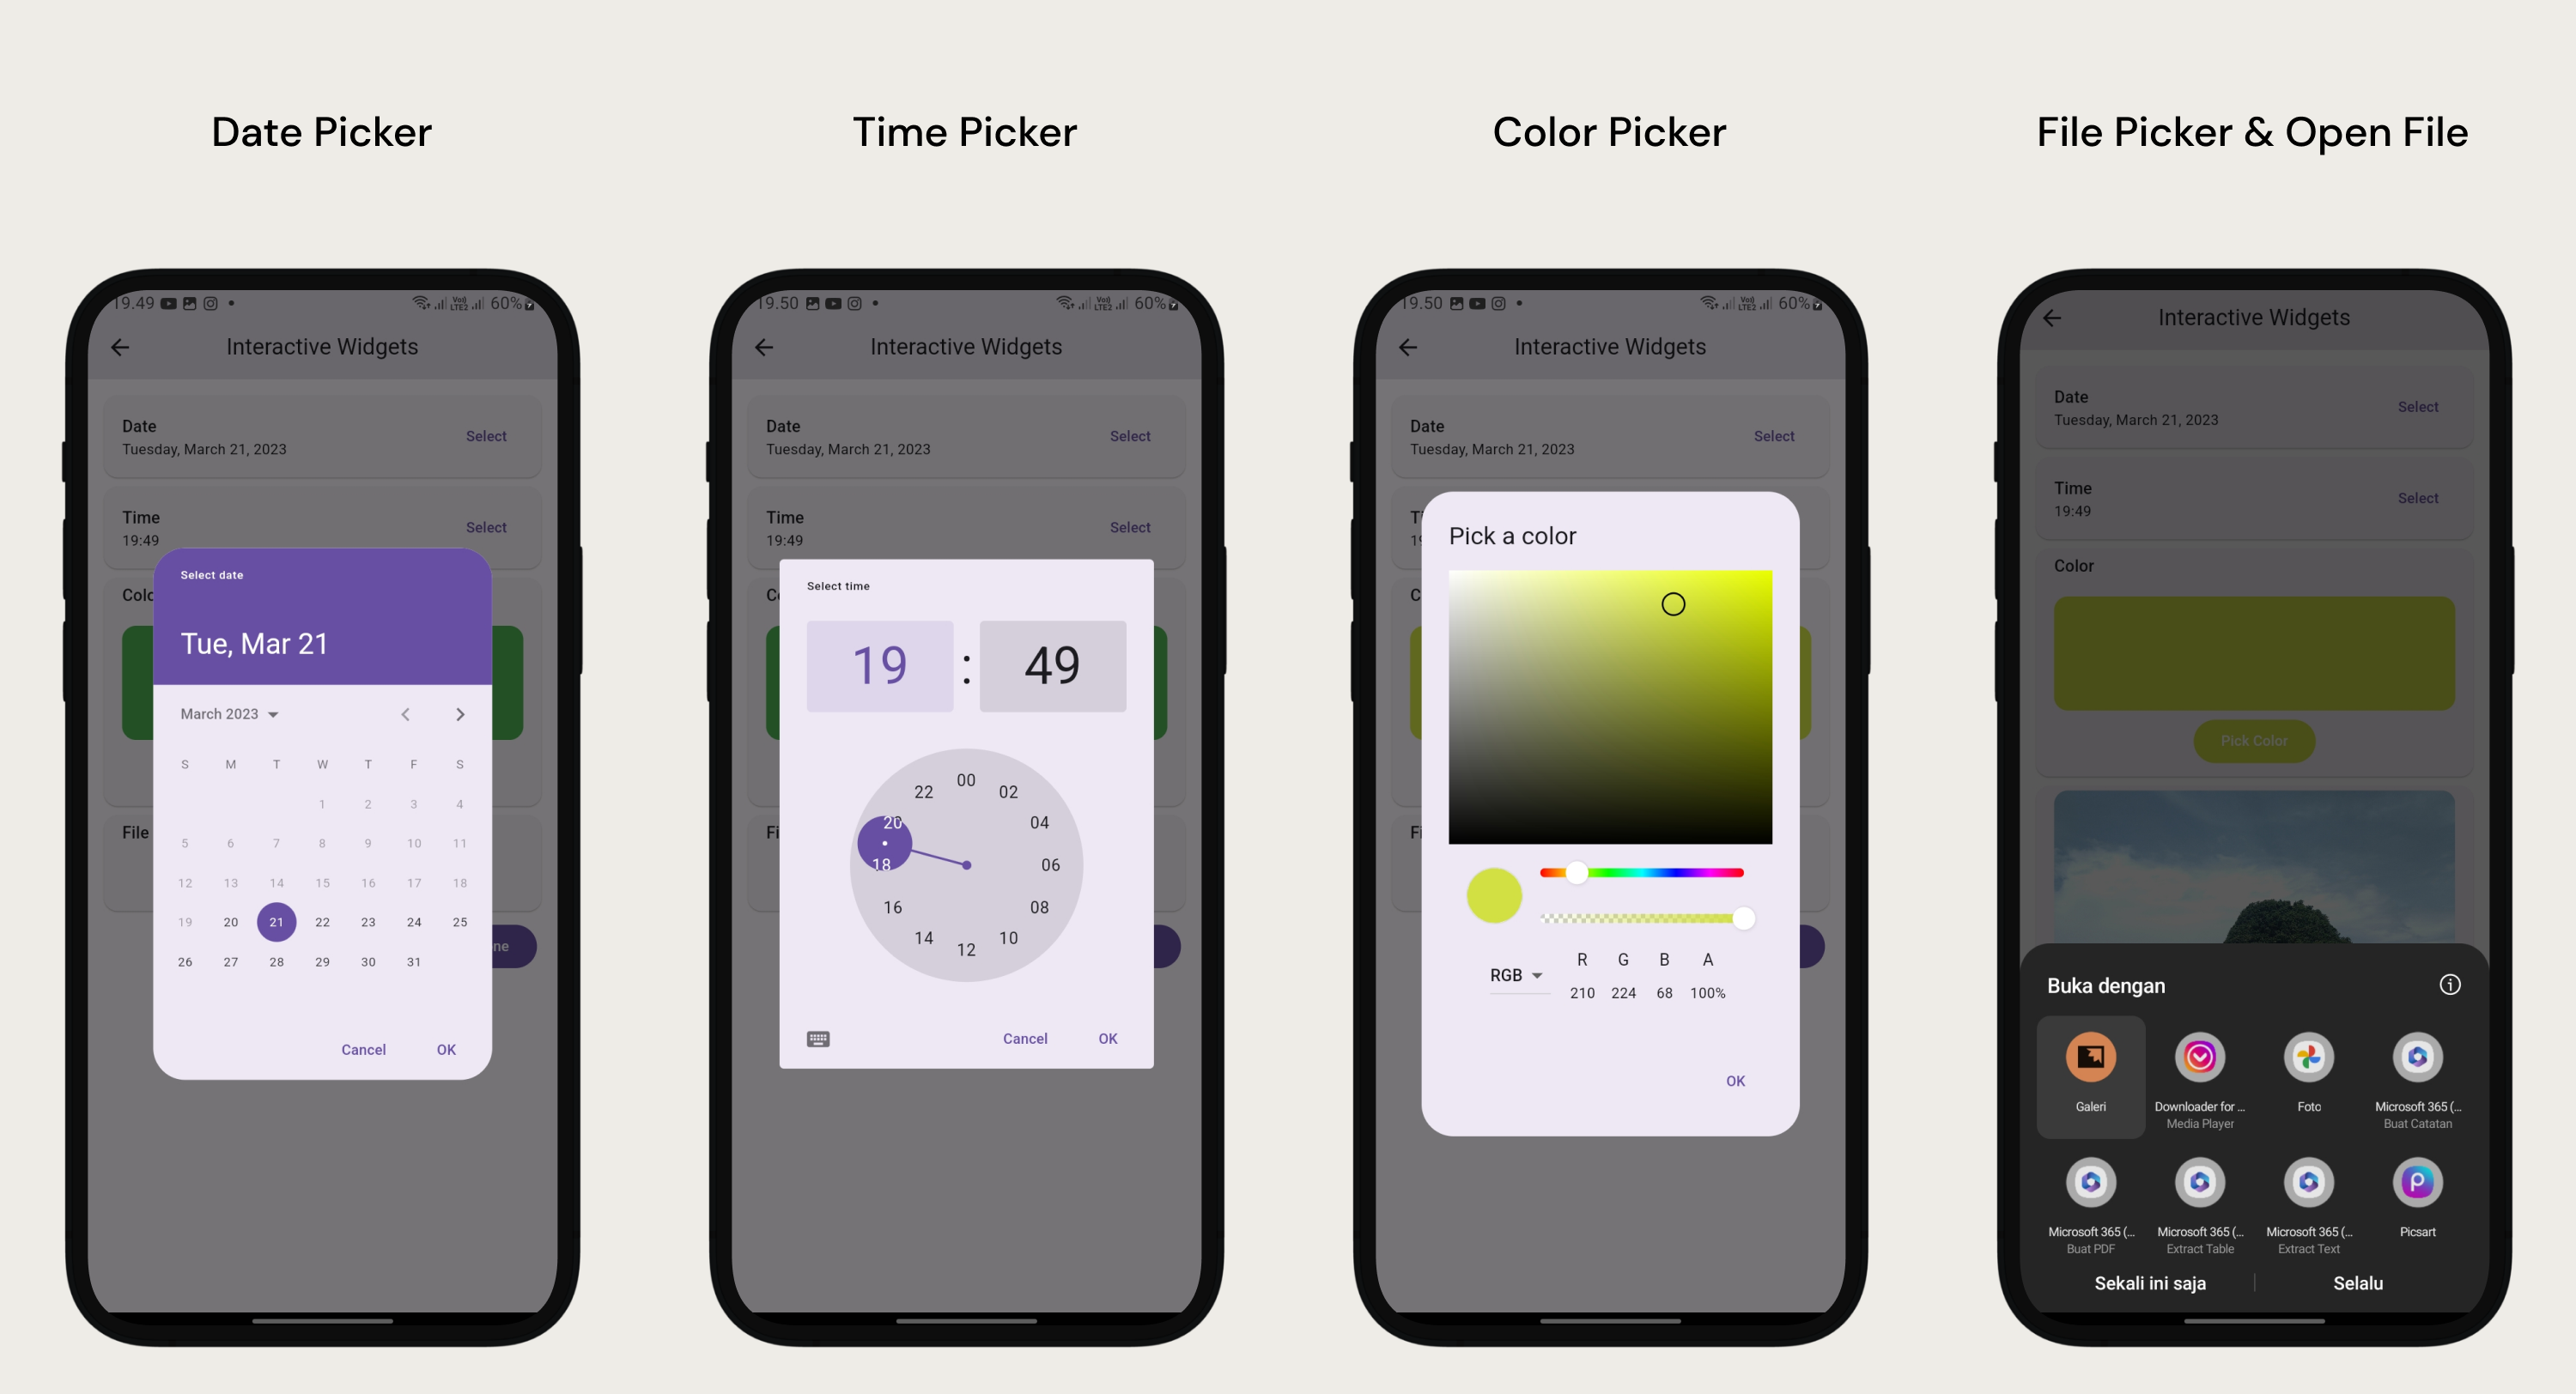 Date Picker
Time Picker
Color Picker
File Picker & Open File
19.49 60%
Interactive Widgets
Date
Tuesday, March 21, 2023
Select
Time
19:49
Select
Select date
Tue, Mar 21
March 2023
S M T W T F S
1 2 3 4
5 6 7 8 9 10 11
12 13 14 15 16 17 18
19 20 21 22 23 24 25
26 27 28 29 30 31
Cancel OK
File
19.50 60%
Interactive Widgets
Date
Tuesday, March 21, 2023
Select
Time
19:49
Select
Select time
19 : 49
00
22 02
20 04
18 06
16 08
14 10
12
Cancel OK
19.50 60%
Interactive Widgets
Date
Tuesday, March 21, 2023
Select
Pick a color
RGB
R G B A
210 224 68 100%
OK
Interactive Widgets
Date
Tuesday, March 21, 2023
Select
Time
19:49
Select
Color
Pick Color
Buka dengan
Galeri
Downloader for ...
Media Player
Foto
Microsoft 365 (...
Buat Catatan
Microsoft 365 (...
Buat PDF
Microsoft 365 (...
Extract Table
Microsoft 365 (...
Extract Text
Picsart
Sekali ini saja
Selalu